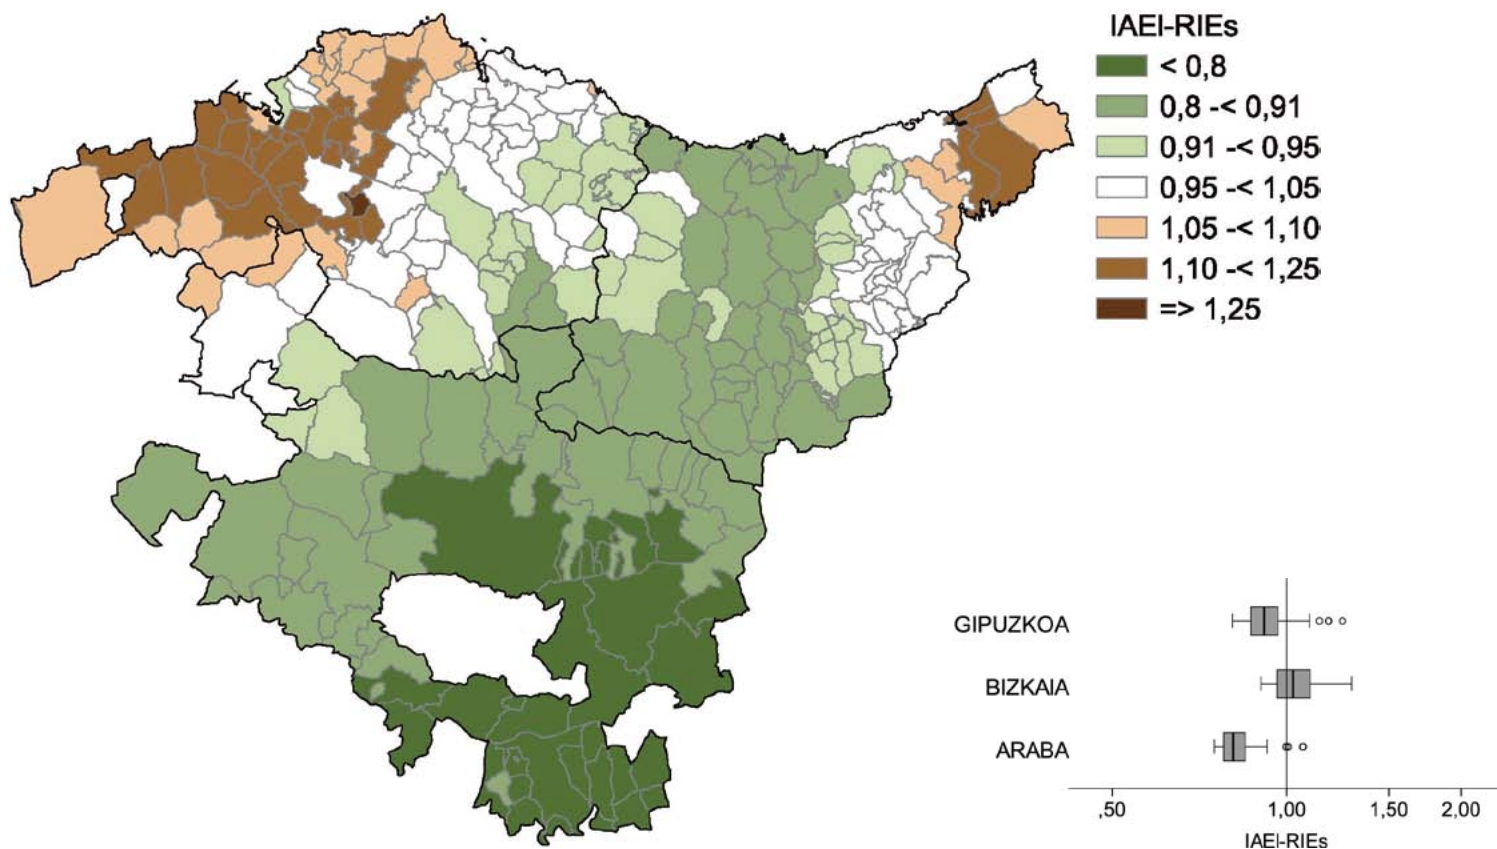 IAEI-RIEs
< 0,8
0,8 -< 0,91
0,91 -< 0,95
0,95 -< 1,05
1,05 -< 1,10
1,10 -< 1,25
=> 1,25
GIPUZKOA
BIZKAIA
ARABA
,50 1,00 1,50 2,00
IAEI-RIEs